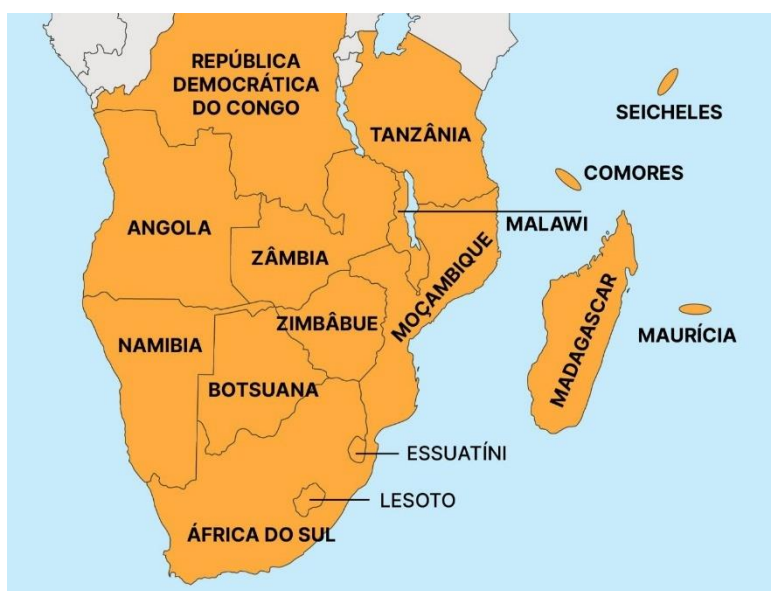 REPÚBLICA
DEMOCRÁTICA
DO CONGO
TANZÂNIA
SEICHELES
COMORES
ANGOLA
MALAWI
ZÂMBIA
MOÇAMBIQUE
MADAGASCAR
NAMIBIA
ZIMBÂBUE
MAURÍCIA
BOTSUANA
ESSUATÍNI
LESOTO
ÁFRICA DO SUL